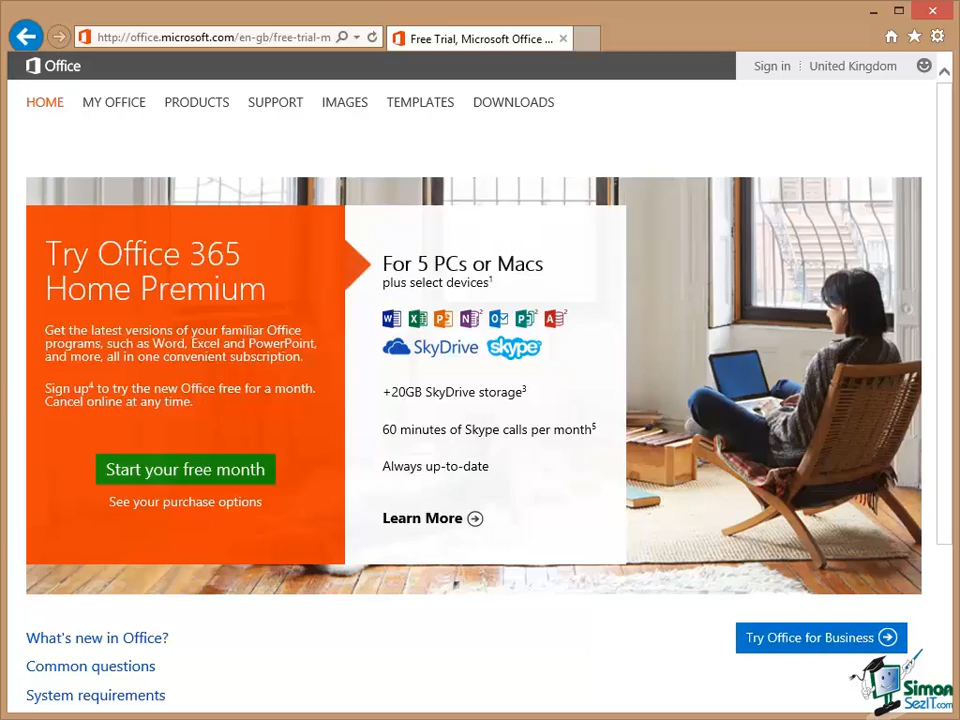 http://office.microsoft.com/en-gb/free-trial-m
Free Trial, Microsoft Office ...
Office
Sign in
United Kingdom
HOME MY OFFICE PRODUCTS SUPPORT IMAGES TEMPLATES DOWNLOADS
Try Office 365
Home Premium
Get the latest versions of your familiar Office
programs, such as Word, Excel and PowerPoint,
and more, all in one convenient subscription.
Sign up⁴ to try the new Office free for a month.
Cancel online at any time.
Start your free month
See your purchase options
For 5 PCs or Macs
plus select devices¹
W X P N² O P² A²
SkyDrive skype
+20GB SkyDrive storage³
60 minutes of Skype calls per month⁵
Always up-to-date
Learn More
What's new in Office?
Common questions
System requirements
Try Office for Business
Simon
SezIT.com